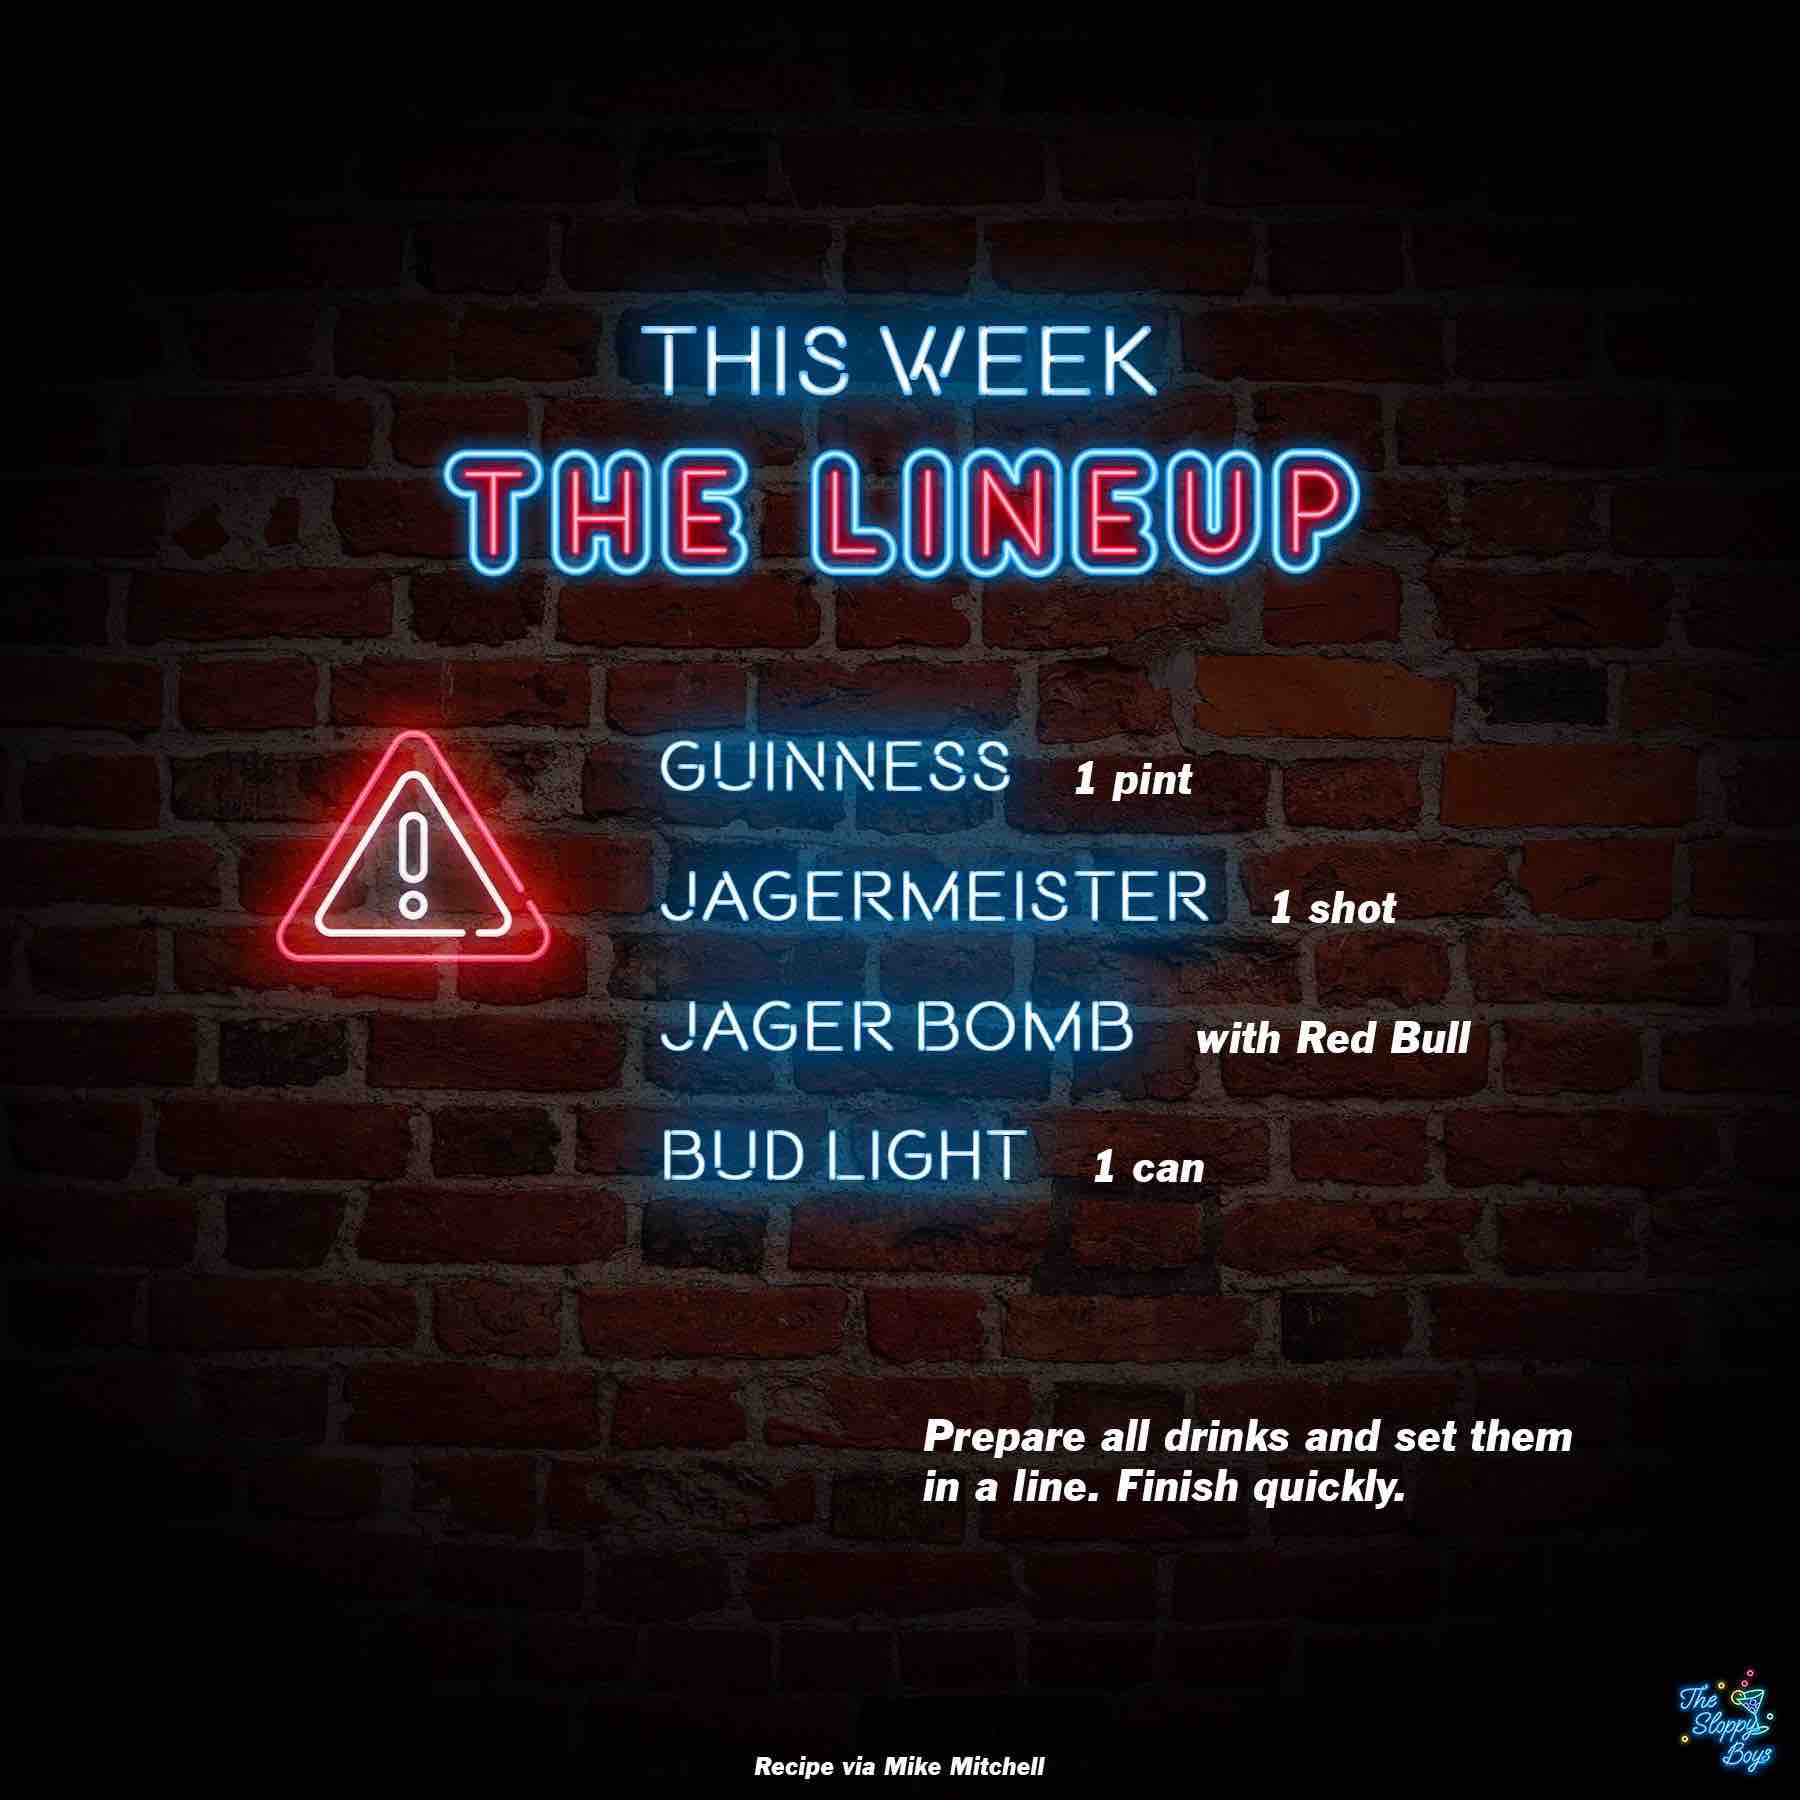 THIS WEEK
THE LINEUP
GUINNESS 1 pint
JAGERMEISTER 1 shot
JAGER BOMB with Red Bull
BUD LIGHT 1 can
Prepare all drinks and set them
in a line. Finish quickly.
Recipe via Mike Mitchell
The
Sloppy
Boys